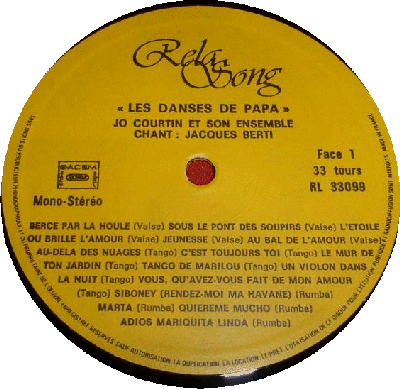 Rela Song
« LES DANSES DE PAPA »
JO COURTIN ET SON ENSEMBLE
CHANT : JACQUES BERTI
SACEM
Face 1
33 tours
RL 33099
Mono-Stéréo
BERCE PAR LA HOULE (Valse) SOUS LE PONT DES SOUPIRS (Valse) L'ETOILE
OU BRILLE L'AMOUR (Valse) JEUNESSE (Valse) AU BAL DE L'AMOUR (Valse)
AU-DELA DES NUAGES (Tango) C'EST TOUJOURS TOI (Tango) LE MUR DE
TON JARDIN (Tango) TANGO DE MARILOU (Tango) UN VIOLON DANS
LA NUIT (Tango) VOUS, QU'AVEZ-VOUS FAIT DE MON AMOUR
(Tango) SIBONEY (RENDEZ-MOI MA HAVANE) (Rumba)
MARTA (Rumba) QUIEREME MUCHO (Rumba)
ADIOS MARIQUITA LINDA (Rumba)